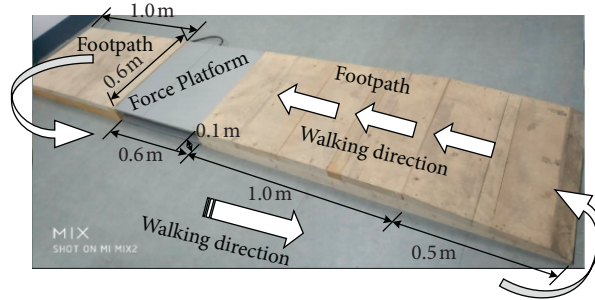 1.0 m
Footpath
0.6 m
Force Platform
Footpath
Walking direction
0.1 m
0.6 m
1.0 m
Walking direction
0.5 m
MIX
SHOT ON MI MIX2